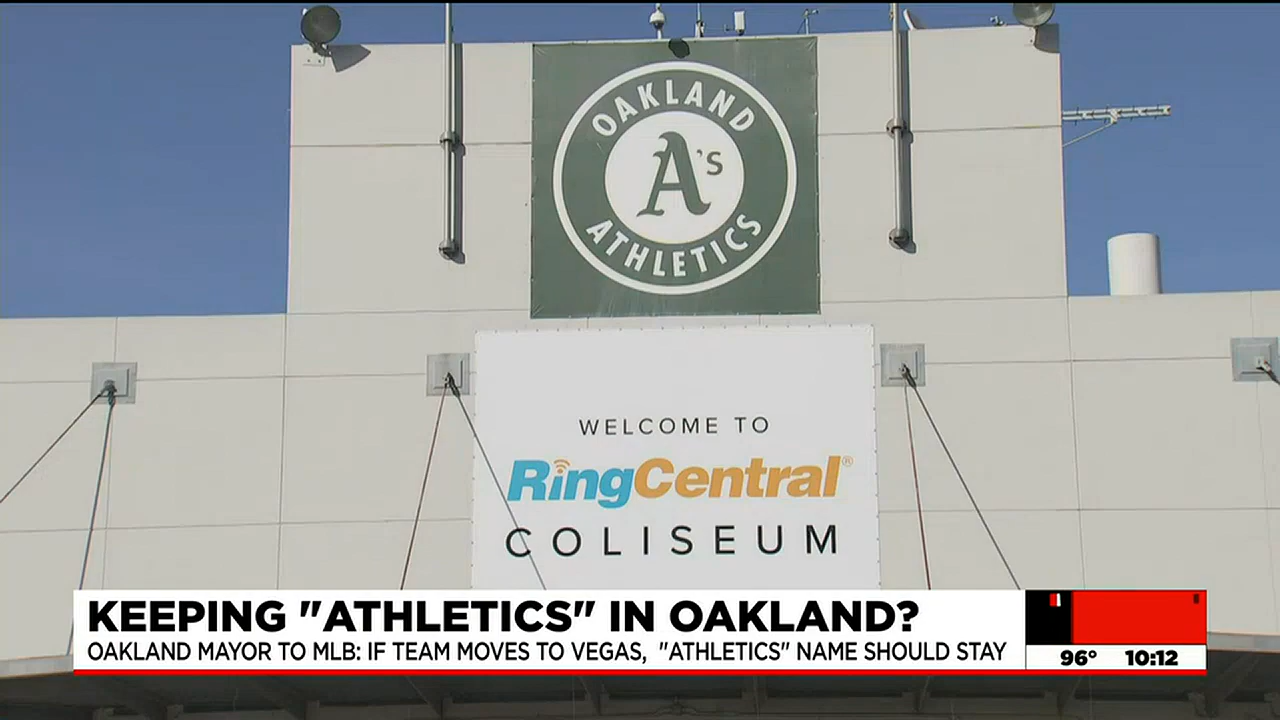 OAKLAND
A's
ATHLETICS
WELCOME TO
RingCentral®
COLISEUM
KEEPING "ATHLETICS" IN OAKLAND?
OAKLAND MAYOR TO MLB: IF TEAM MOVES TO VEGAS, "ATHLETICS" NAME SHOULD STAY
96° 10:12